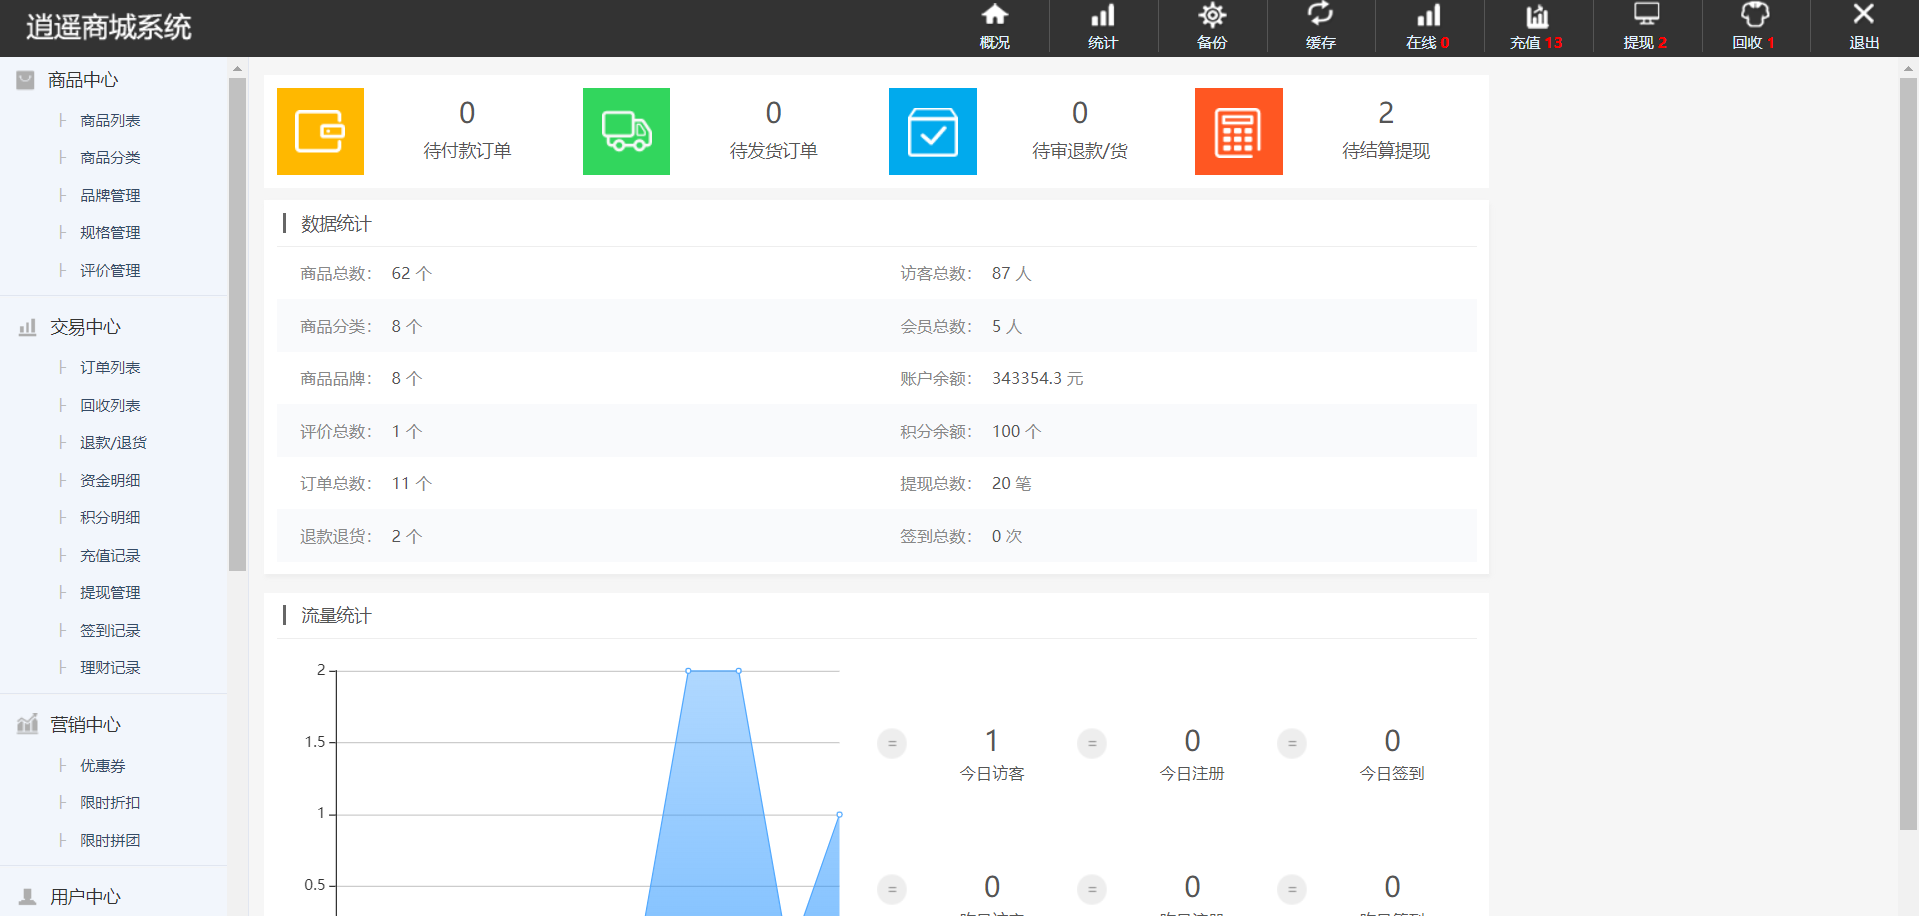 逍遥商城系统
概况
统计
备份
缓存
在线 0
充值 13
提现 2
回收 1
退出
商品中心
商品列表
商品分类
品牌管理
规格管理
评价管理
交易中心
订单列表
回收列表
退款/退货
资金明细
积分明细
充值记录
提现管理
签到记录
理财记录
营销中心
优惠券
限时折扣
限时拼团
用户中心
0
待付款订单
0
待发货订单
0
待审退款/货
2
待结算提现
数据统计
商品总数： 62 个
访客总数： 87 人
商品分类： 8 个
会员总数： 5 人
商品品牌： 8 个
账户余额： 343354.3 元
评价总数： 1 个
积分余额： 100 个
订单总数： 11 个
提现总数： 20 笔
退款退货： 2 个
签到总数： 0 次
流量统计
2
1.5
1
0.5
= 1
今日访客
= 0
今日注册
= 0
今日签到
= 0
= 0
= 0